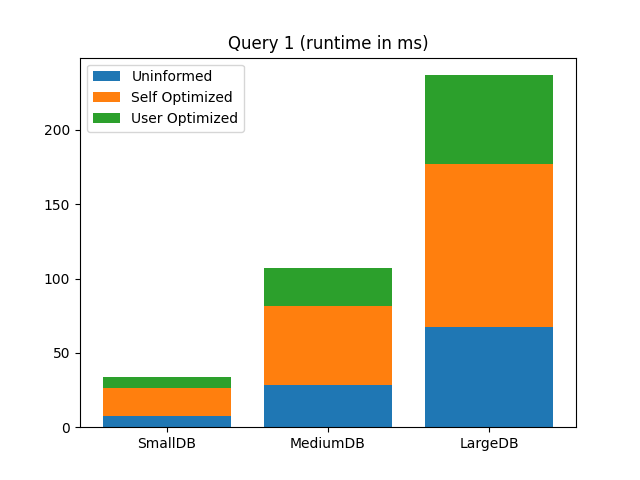 Query 1 (runtime in ms)
Uninformed
Self Optimized
User Optimized
200
150
100
50
0
SmallDB MediumDB LargeDB